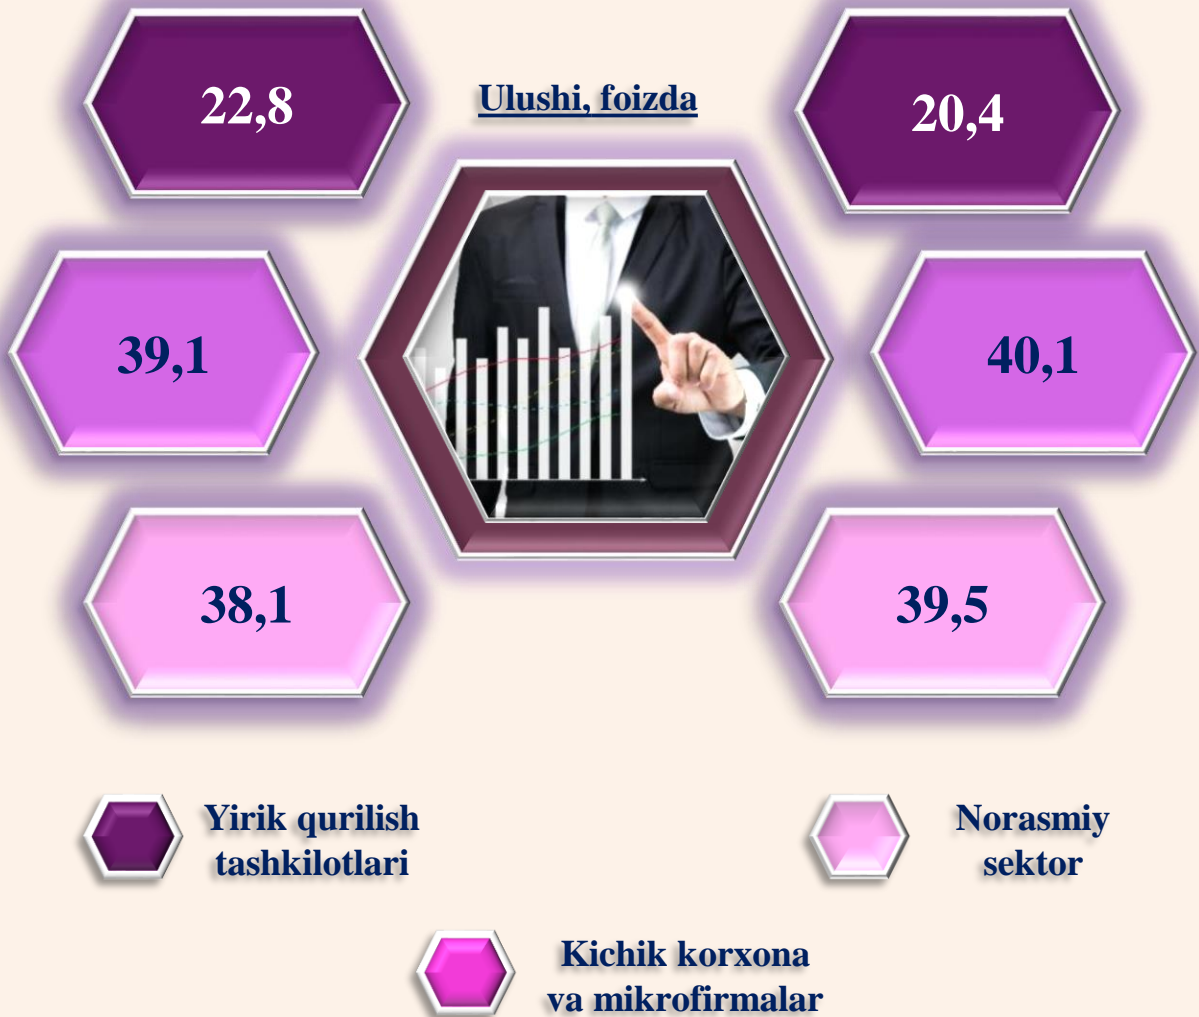 22,8
Ulushi, foizda
20,4
39,1
40,1
38,1
39,5
Yirik qurilish
tashkilotlari
Norasmiy
sektor
Kichik korxona
va mikrofirmalar